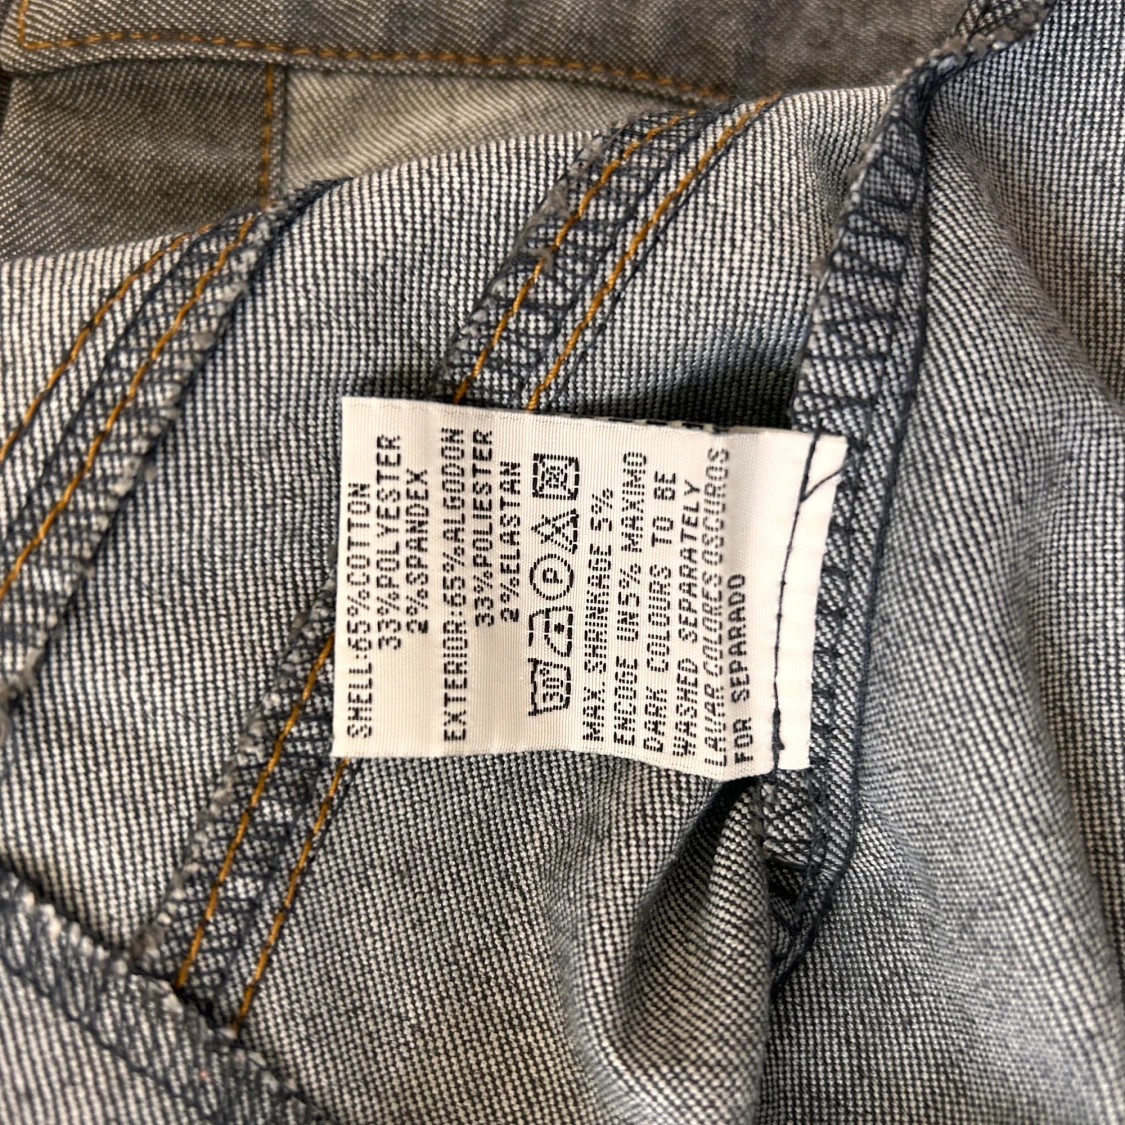 SHELL:65%COTTON
33%POLYESTER
2%SPANDEX
EXTERIOR:65%ALGODON
33%POLIESTER
2%ELASTAN
30 P
MAX SHRINKAGE 5%
ENCOGE UN5% MAXIMO
DARK COLOURS TO BE
WASHED SEPARATELY
LAVAR COLORES OSCUROS
FOR SEPARADO